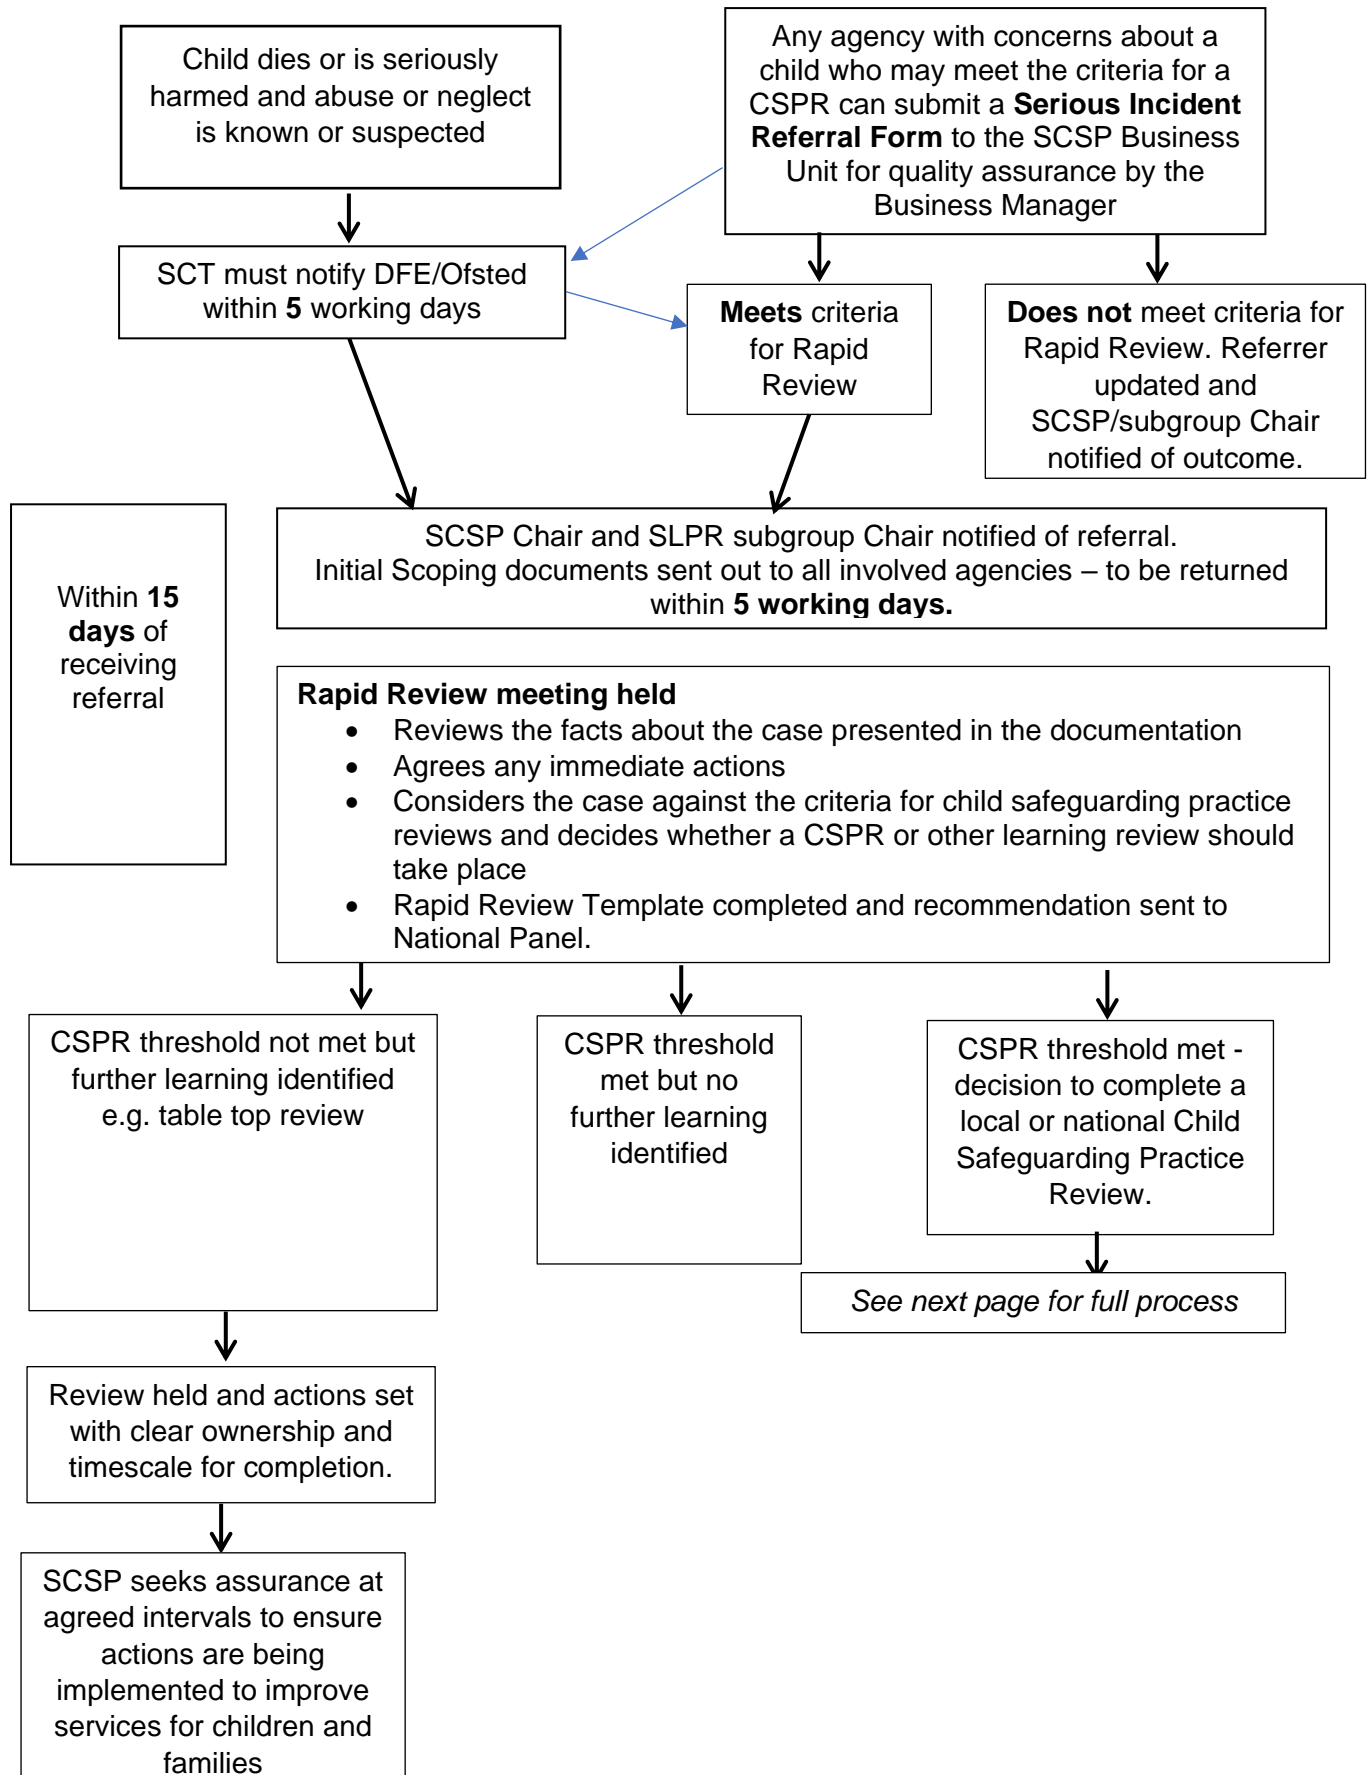 Child dies or is seriously
harmed and abuse or neglect
is known or suspected
Any agency with concerns about a
child who may meet the criteria for a
CSPR can submit a Serious Incident
Referral Form to the SCSP Business
Unit for quality assurance by the
Business Manager
SCT must notify DFE/Ofsted
within 5 working days
Meets criteria
for Rapid
Review
Does not meet criteria for
Rapid Review. Referrer
updated and
SCSP/subgroup Chair
notified of outcome.
Within 15
days of
receiving
referral
SCSP Chair and SLPR subgroup Chair notified of referral.
Initial Scoping documents sent out to all involved agencies – to be returned
within 5 working days.
Rapid Review meeting held
• Reviews the facts about the case presented in the documentation
• Agrees any immediate actions
• Considers the case against the criteria for child safeguarding practice
reviews and decides whether a CSPR or other learning review should
take place
• Rapid Review Template completed and recommendation sent to
National Panel.
CSPR threshold not met but
further learning identified
e.g. table top review
CSPR threshold
met but no
further learning
identified
CSPR threshold met -
decision to complete a
local or national Child
Safeguarding Practice
Review.
See next page for full process
Review held and actions set
with clear ownership and
timescale for completion.
SCSP seeks assurance at
agreed intervals to ensure
actions are being
implemented to improve
services for children and
families